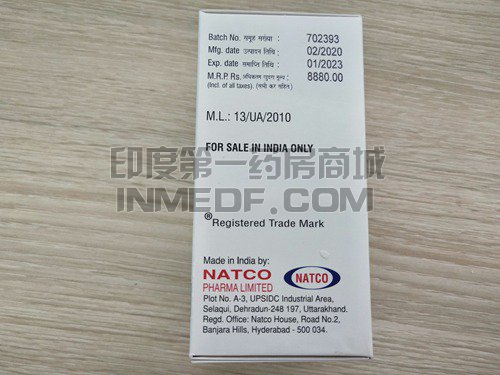 Batch No. समूह संख्या : 702393
Mfg. date उत्पादन तिथि : 02/2020
Exp. date समाप्ति तिथि : 01/2023
M.R.P. Rs. अधिकतम खुदरा मूल्य : 8880.00
(Incl. of all taxes). (सभी कर सहित)
M.L.: 13/UA/2010
FOR SALE IN INDIA ONLY
印度第一药房商城
INMEDF.COM
®Registered Trade Mark
Made in India by:
NATCO NATCO
PHARMA LIMITED
Plot No. A-3, UPSIDC Industrial Area,
Selaqui, Dehradun-248 197, Uttarakhand.
Regd. Office: Natco House, Road No.2,
Banjara Hills, Hyderabad - 500 034.